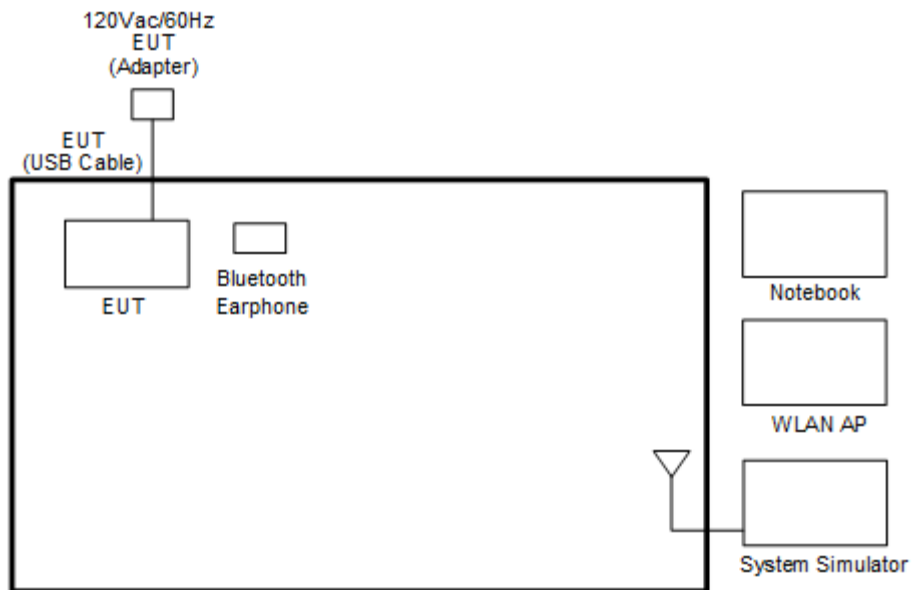 120Vac/60Hz
EUT
(Adapter)
EUT
(USB Cable)
EUT
Bluetooth
Earphone
Notebook
WLAN AP
System Simulator